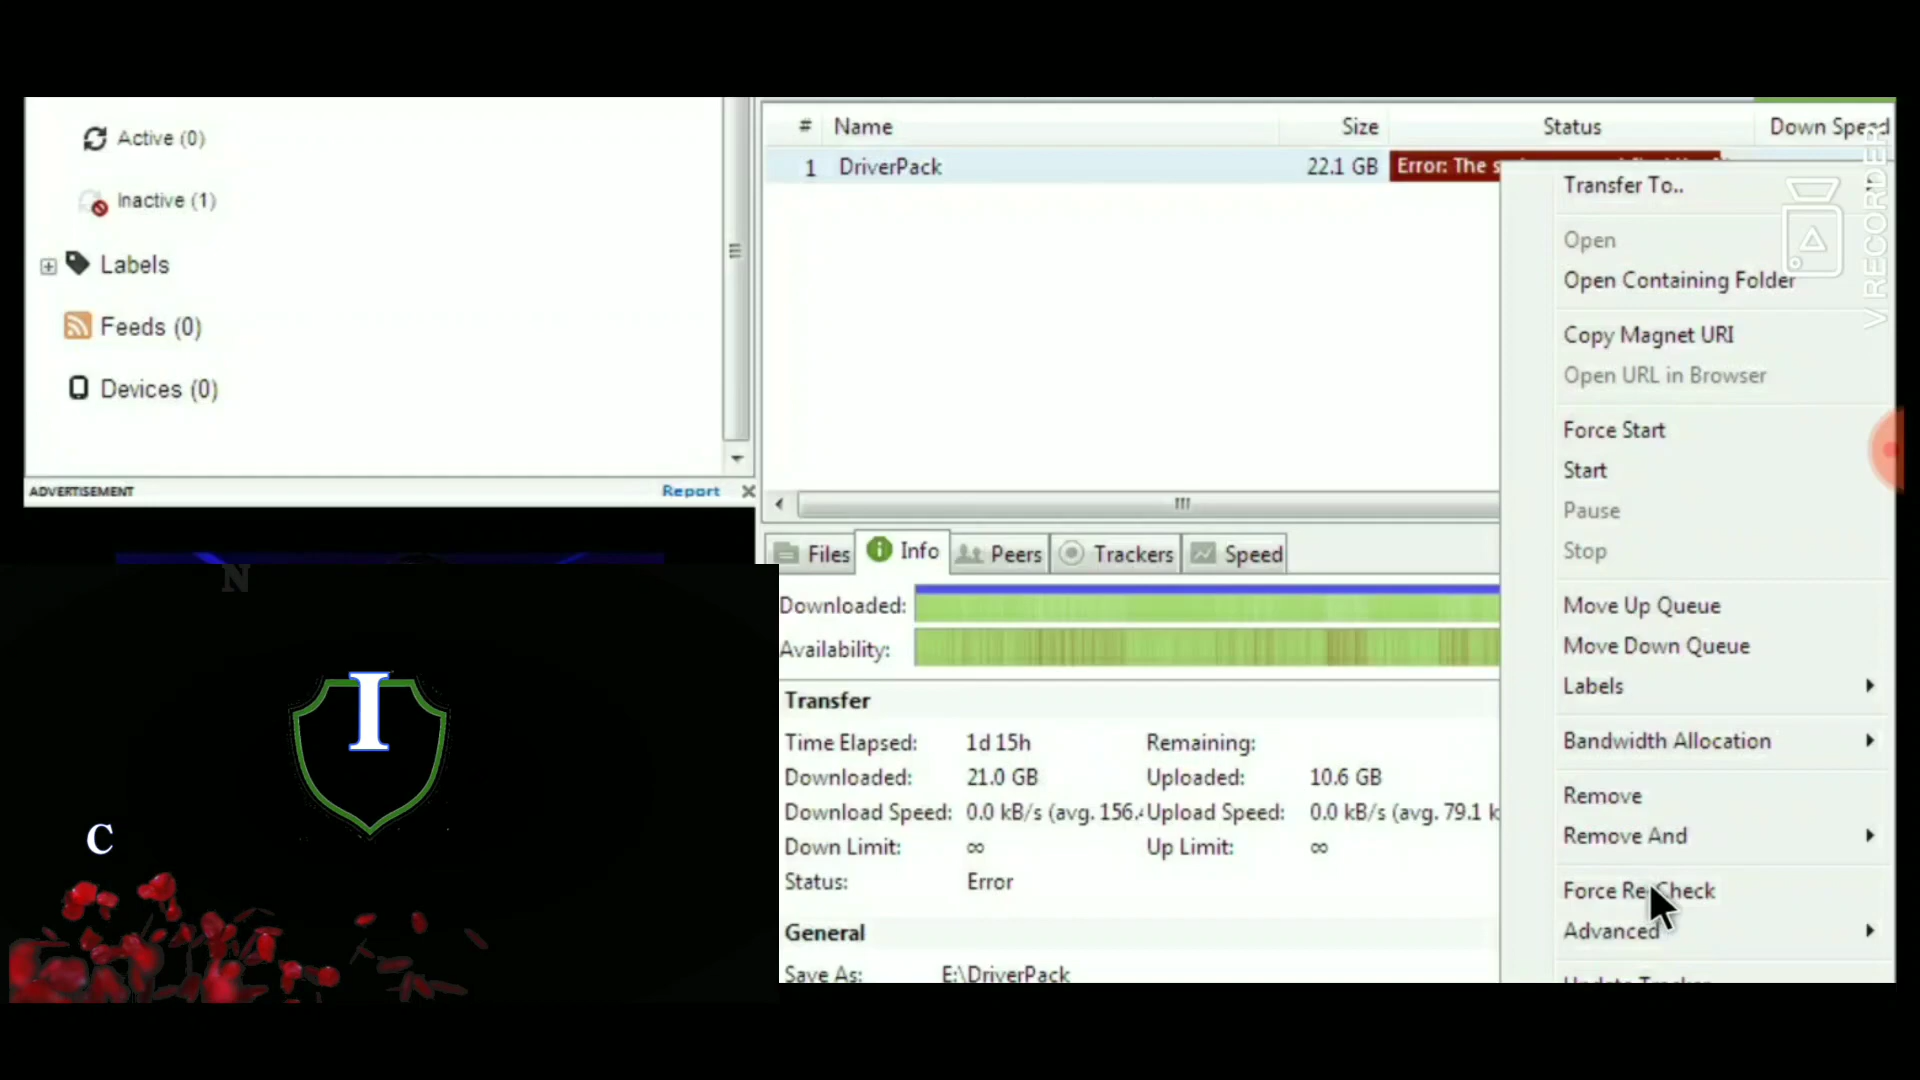 Active (0)
Inactive (1)
Labels
Feeds (0)
Devices (0)
ADVERTISEMENT Report
# Name Size Status Down Speed
1 DriverPack 22.1 GB Error: The
Transfer To..
Open
Open Containing Folder
Copy Magnet URI
Open URL in Browser
Force Start
Start
Pause
Stop
Move Up Queue
Move Down Queue
Labels
Bandwidth Allocation
Remove
Remove And
Force Re-Check
Advanced
V RECORDER
Files Info Peers Trackers Speed
Downloaded:
Availability:
Transfer
Time Elapsed: 1d 15h Remaining:
Downloaded: 21.0 GB Uploaded: 10.6 GB
Download Speed: 0.0 kB/s (avg. 156. Upload Speed: 0.0 kB/s (avg. 79.1 k
Down Limit: ∞ Up Limit: ∞
Status: Error
General
Save As: E:\DriverPack
N
I
C